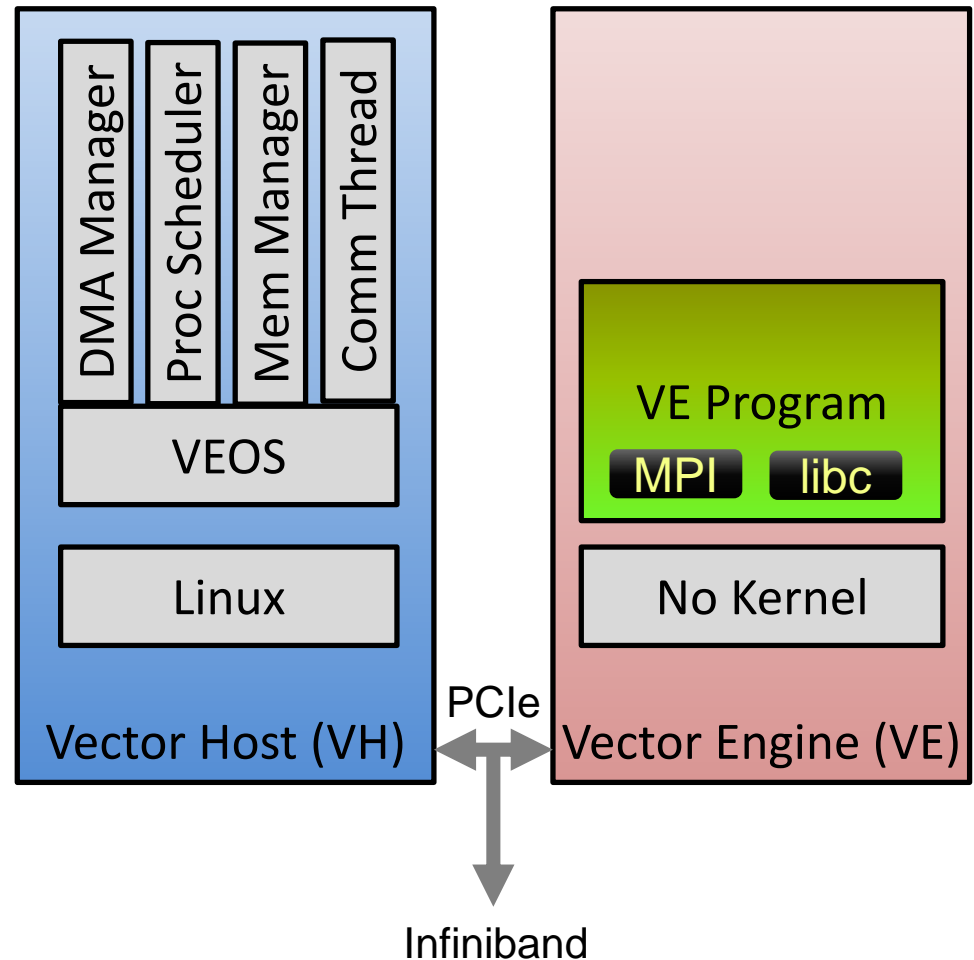 DMA Manager
Proc Scheduler
Mem Manager
Comm Thread
VEOS
Linux
Vector Host (VH)
VE Program
MPI
libc
No Kernel
Vector Engine (VE)
PCIe
Infiniband